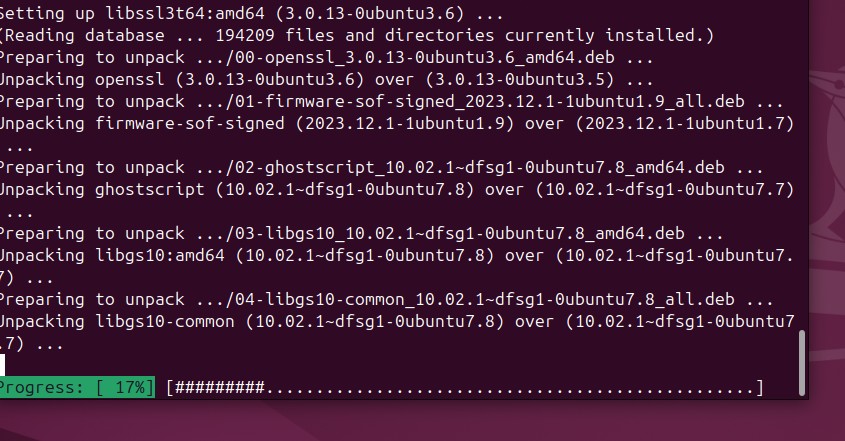 Setting up libssl3t64:amd64 (3.0.13-0ubuntu3.6) ...
(Reading database ... 194209 files and directories currently installed.)
Preparing to unpack .../00-openssl_3.0.13-0ubuntu3.6_amd64.deb ...
Unpacking openssl (3.0.13-0ubuntu3.6) over (3.0.13-0ubuntu3.5) ...
Preparing to unpack .../01-firmware-sof-signed_2023.12.1-1ubuntu1.9_all.deb ...
Unpacking firmware-sof-signed (2023.12.1-1ubuntu1.9) over (2023.12.1-1ubuntu1.7)
...
Preparing to unpack .../02-ghostscript_10.02.1~dfsg1-0ubuntu7.8_amd64.deb ...
Unpacking ghostscript (10.02.1~dfsg1-0ubuntu7.8) over (10.02.1~dfsg1-0ubuntu7.7)
...
Preparing to unpack .../03-libgs10_10.02.1~dfsg1-0ubuntu7.8_amd64.deb ...
Unpacking libgs10:amd64 (10.02.1~dfsg1-0ubuntu7.8) over (10.02.1~dfsg1-0ubuntu7.
7) ...
Preparing to unpack .../04-libgs10-common_10.02.1~dfsg1-0ubuntu7.8_all.deb ...
Unpacking libgs10-common (10.02.1~dfsg1-0ubuntu7.8) over (10.02.1~dfsg1-0ubuntu7
.7) ...
Progress: [ 17%] [#########.................................................]